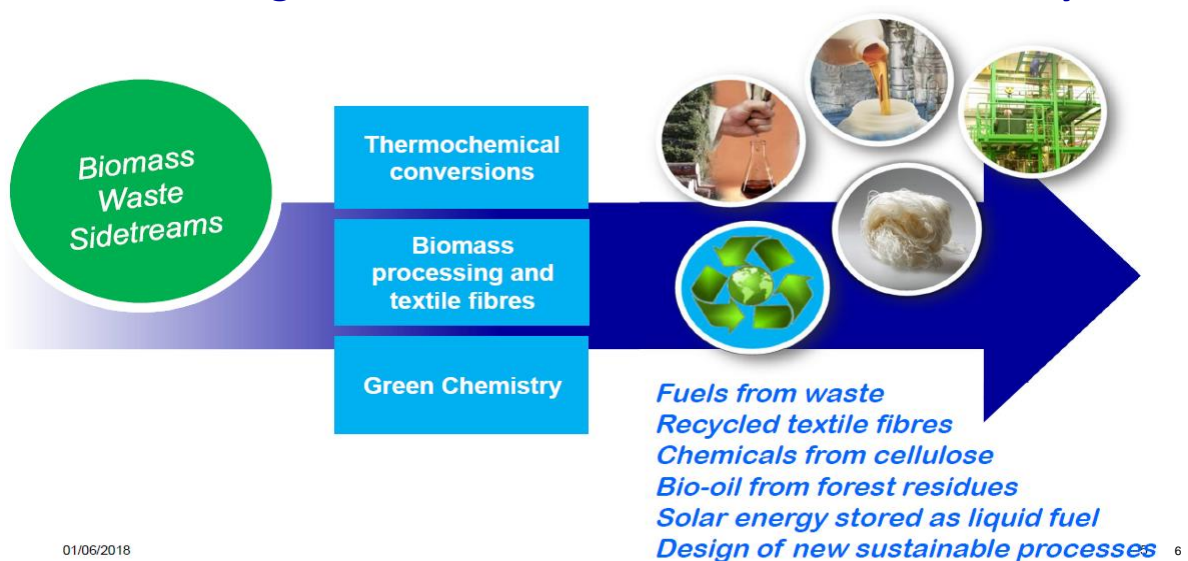 Biomass
Waste
Sidetreams
Thermochemical
conversions
Biomass
processing and
textile fibres
Green Chemistry
Fuels from waste
Recycled textile fibres
Chemicals from cellulose
Bio-oil from forest residues
Solar energy stored as liquid fuel
Design of new sustainable processes
01/06/2018
6